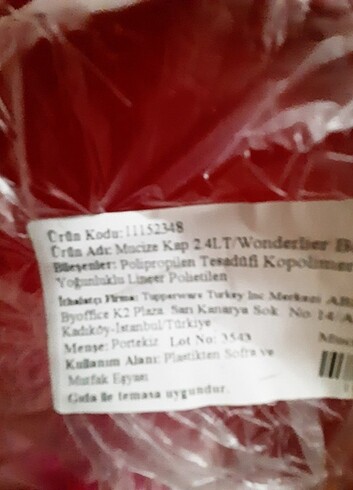 Ürün Kodu:11152348
Ürün Adı: Mucize Kap 2.4LT/Wonderlier
Bileşenler: Polipropilen Tesadüfi Kopolimer
Yoğunluklu Lineer Polietilen
İthalatçı Firma: Tupperware Turkey Inc Merkezi
Byoffice K2 Plaza Sarı Kanarya Sok. No 14/A
Kadıköy-İstanbul/Türkiye
Menşe: Portekiz Lot No: 3543
Kullanım Alanı: Plastikten Sofra ve
Mutfak Eşyası
Gıda ile temasa uygundur.